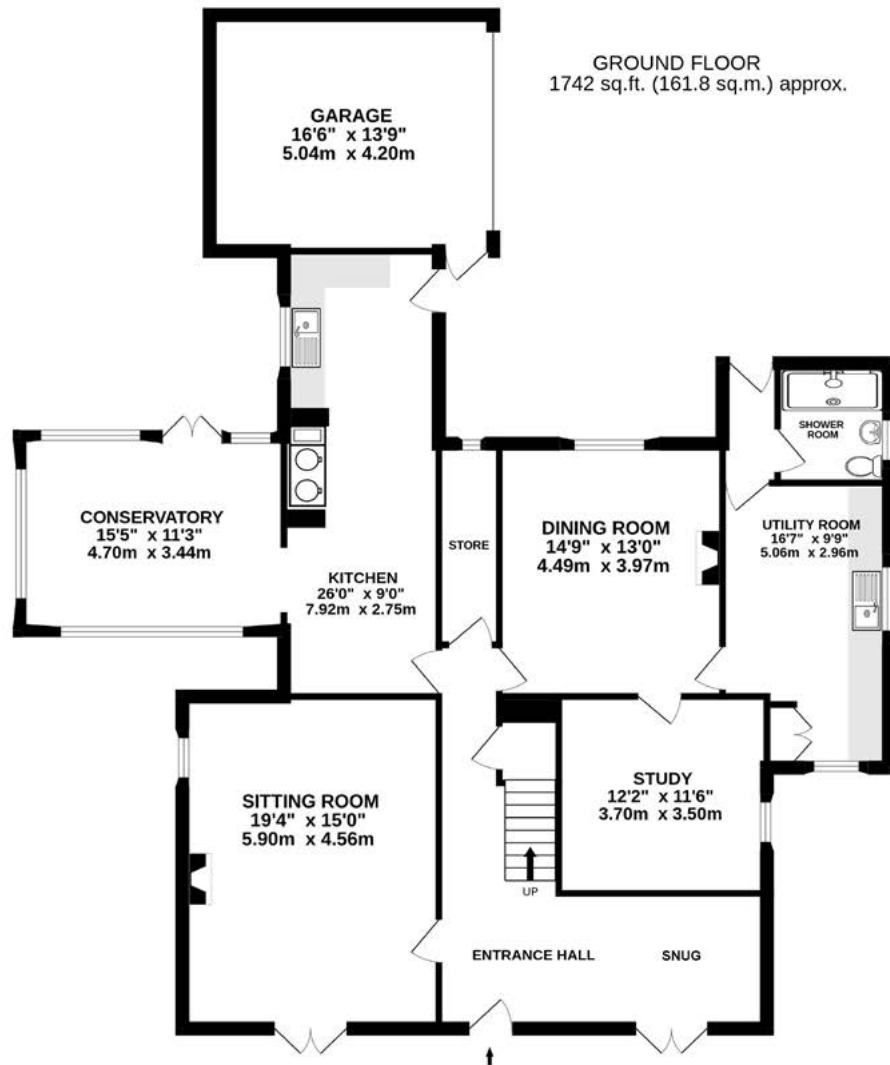 GROUND FLOOR
1742 sq.ft. (161.8 sq.m.) approx.
GARAGE
16'6" x 13'9"
5.04m x 4.20m
SHOWER
ROOM
CONSERVATORY
15'5" x 11'3"
4.70m x 3.44m
KITCHEN
26'0" x 9'0"
7.92m x 2.75m
STORE
DINING ROOM
14'9" x 13'0"
4.49m x 3.97m
UTILITY ROOM
16'7" x 9'9"
5.06m x 2.96m
SITTING ROOM
19'4" x 15'0"
5.90m x 4.56m
STUDY
12'2" x 11'6"
3.70m x 3.50m
UP
ENTRANCE HALL
SNUG